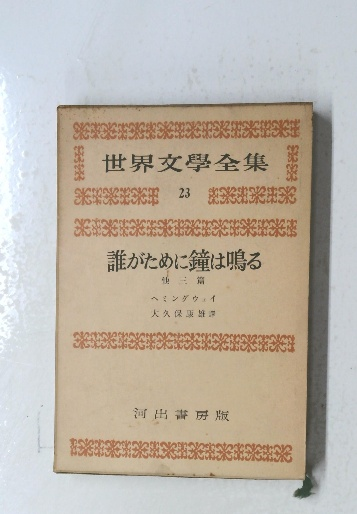 世界文學全集
23
誰がために鐘は鳴る
他三篇
ヘミングウェイ
大久保康雄譯
河出書房版